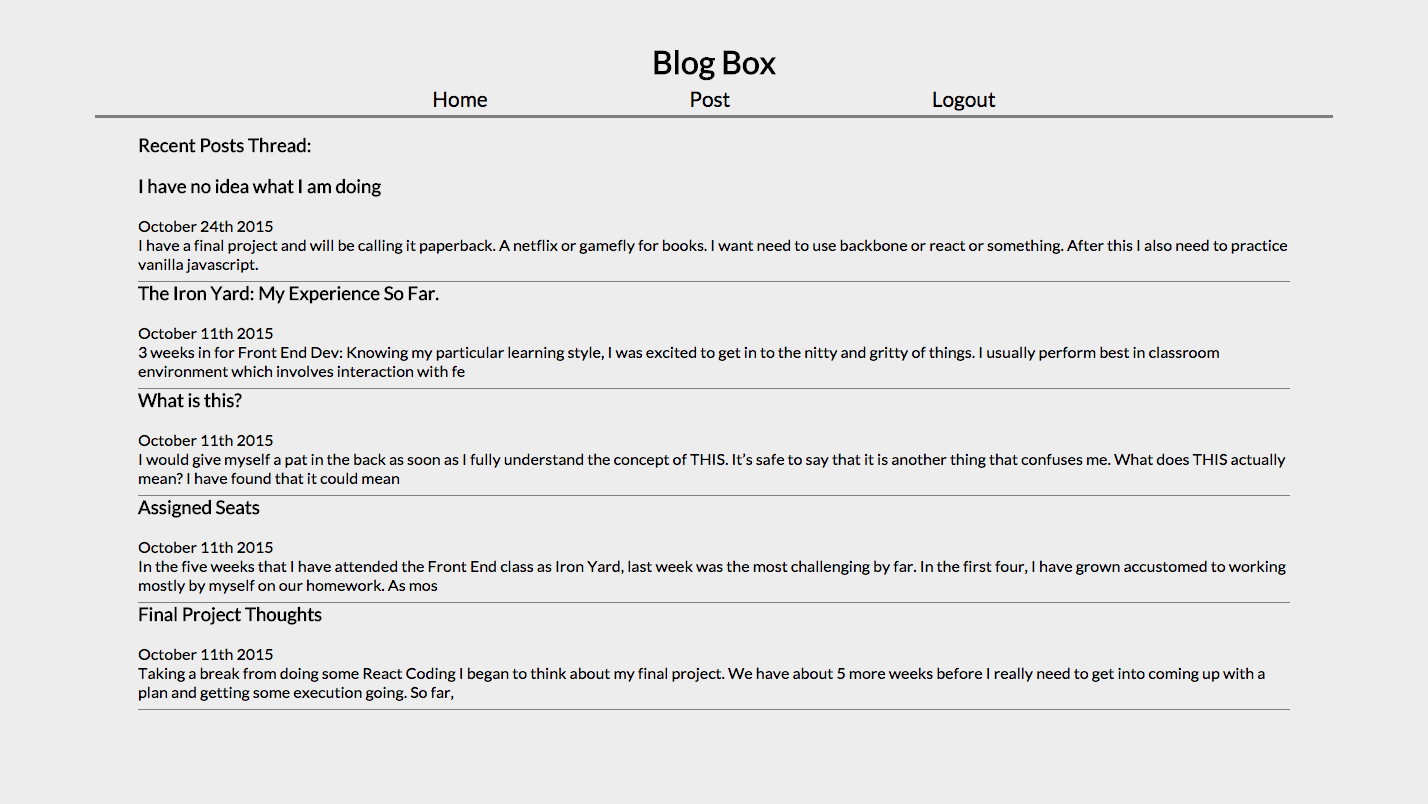 Blog Box
Home Post Logout
Recent Posts Thread:
I have no idea what I am doing
October 24th 2015
I have a final project and will be calling it paperback. A netflix or gamefly for books. I want need to use backbone or react or something. After this I also need to practice
vanilla javascript.
The Iron Yard: My Experience So Far.
October 11th 2015
3 weeks in for Front End Dev: Knowing my particular learning style, I was excited to get in to the nitty and gritty of things. I usually perform best in classroom
environment which involves interaction with fe
What is this?
October 11th 2015
I would give myself a pat in the back as soon as I fully understand the concept of THIS. It’s safe to say that it is another thing that confuses me. What does THIS actually
mean? I have found that it could mean
Assigned Seats
October 11th 2015
In the five weeks that I have attended the Front End class as Iron Yard, last week was the most challenging by far. In the first four, I have grown accustomed to working
mostly by myself on our homework. As mos
Final Project Thoughts
October 11th 2015
Taking a break from doing some React Coding I began to think about my final project. We have about 5 more weeks before I really need to get into coming up with a
plan and getting some execution going. So far,